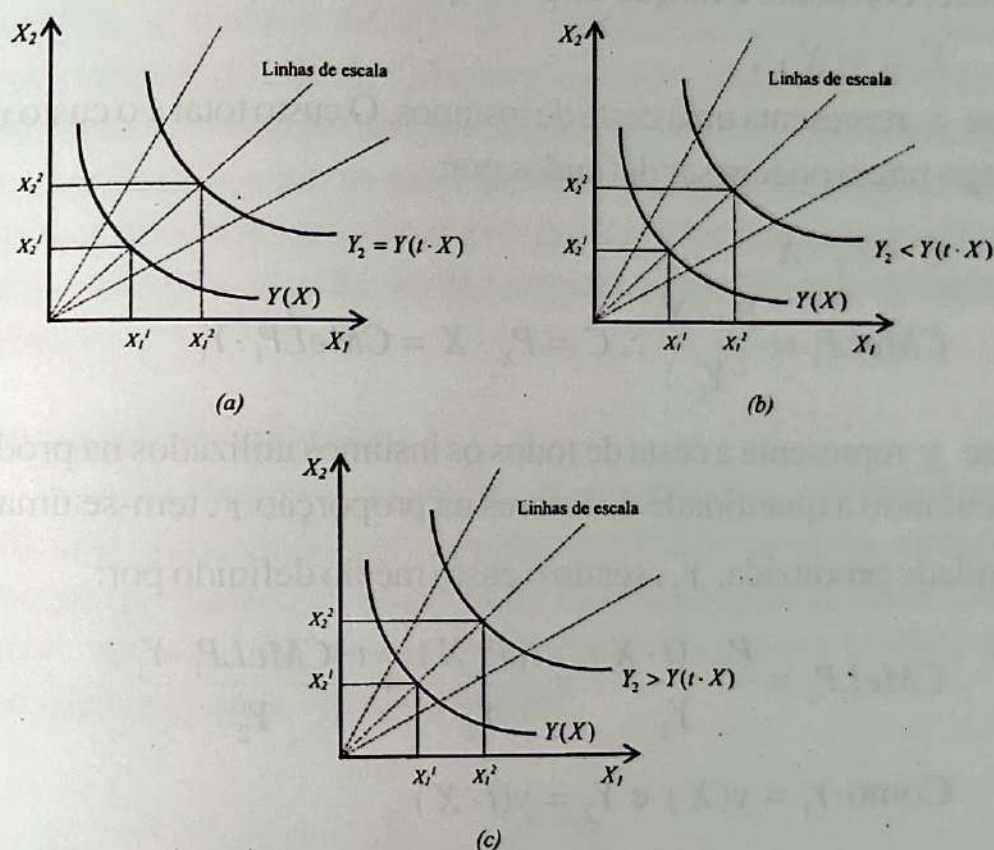 X₂
Linhas de escala
X₂²
X₂¹
Y₂ = Y(t · X)
Y(X)
X₁¹ X₁² X₁
(a)
X₂
Linhas de escala
X₂²
X₂¹
Y₂ < Y(t · X)
Y(X)
X₁¹ X₁² X₁
(b)
X₂
Linhas de escala
X₂²
X₂¹
Y₂ > Y(t · X)
Y(X)
X₁¹ X₁² X₁
(c)